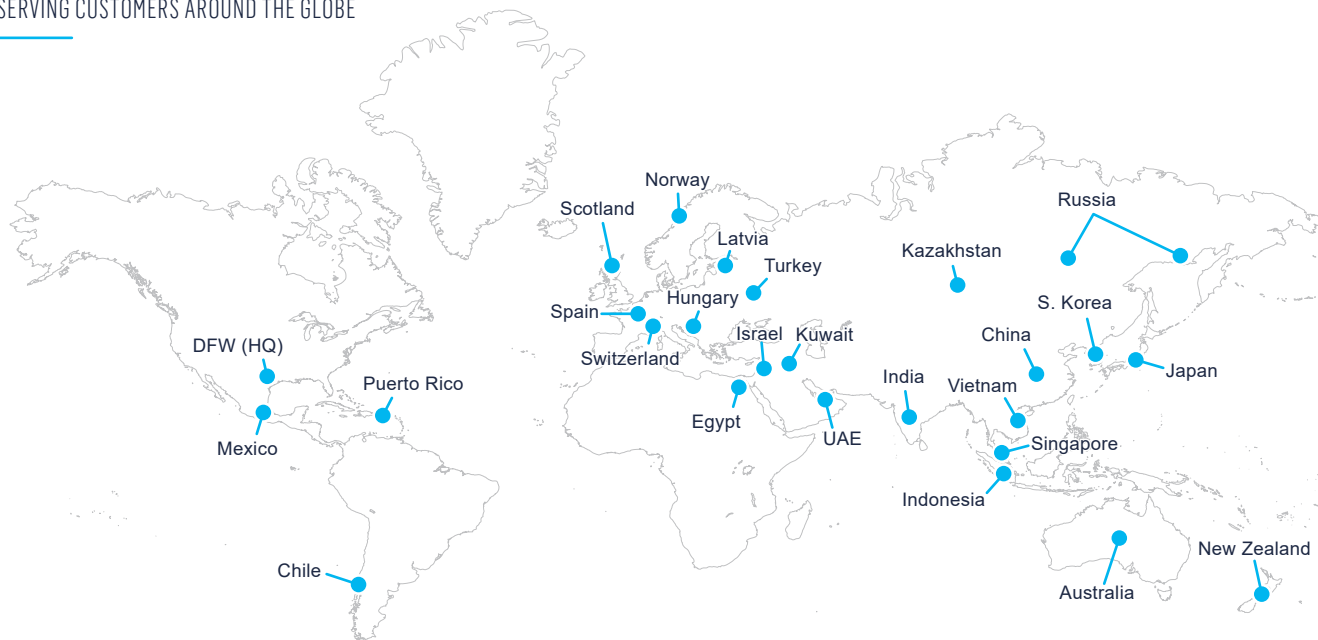 SERVING CUSTOMERS AROUND THE GLOBE
Norway
Scotland
Russia
Latvia
Kazakhstan
Turkey
Hungary
S. Korea
Spain
Israel
Kuwait
China
DFW (HQ)
Switzerland
Japan
Puerto Rico
India
Vietnam
Egypt
UAE
Singapore
Mexico
Indonesia
New Zealand
Chile
Australia